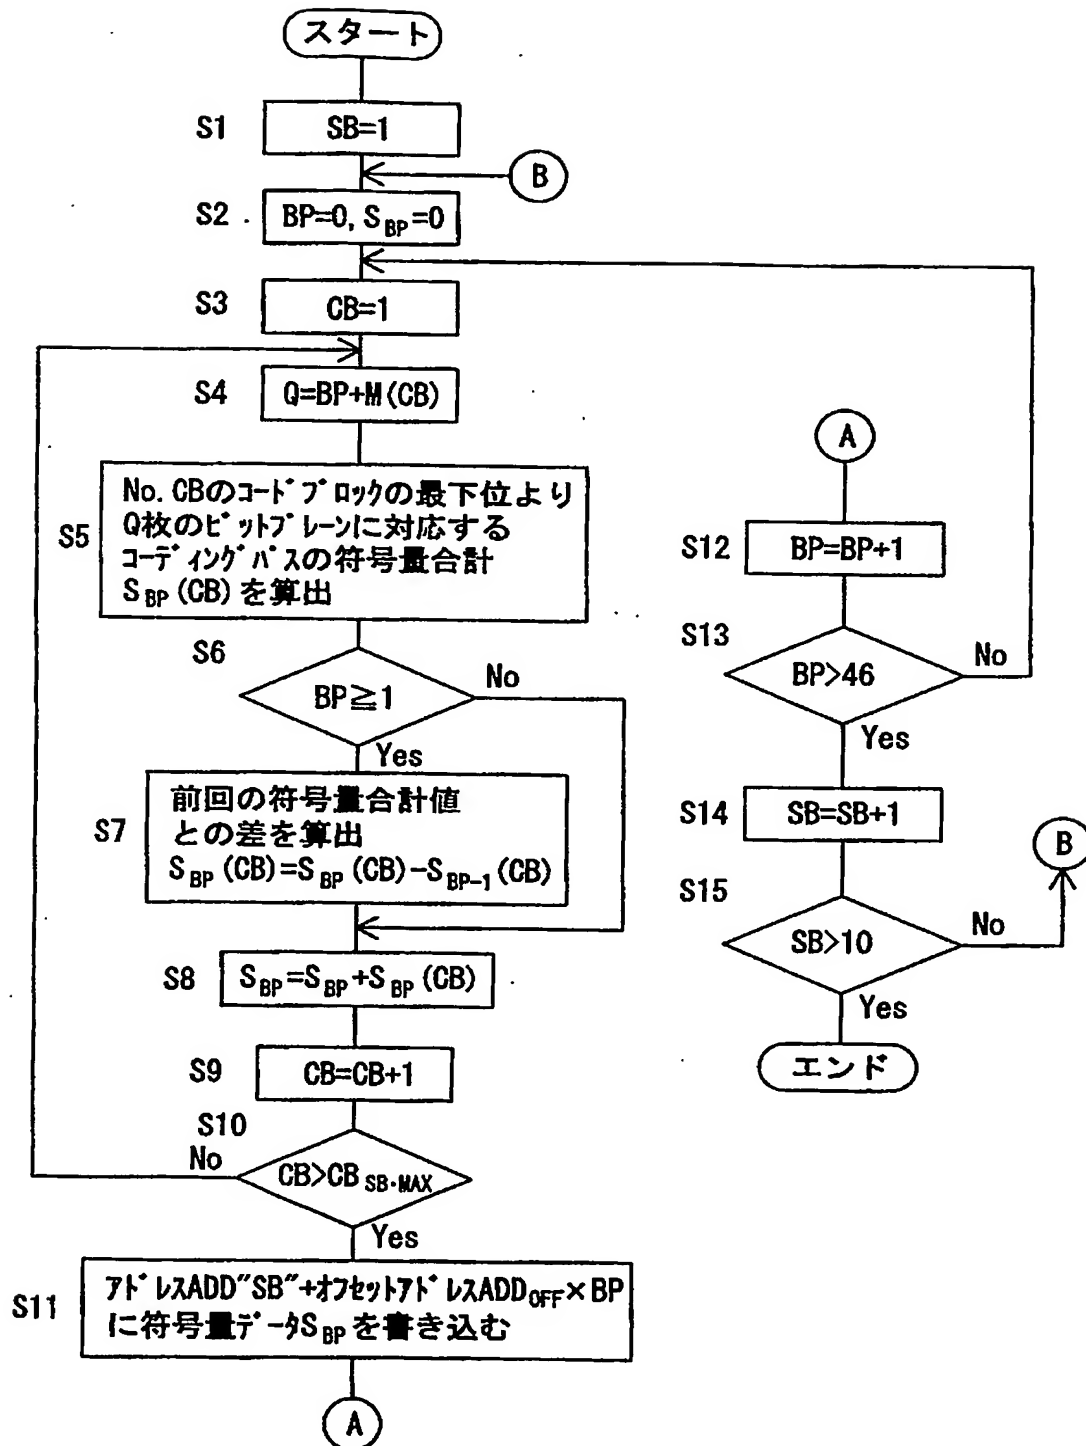 スタート
S1
SB=1
B
S2
BP=0, S_BP=0
S3
CB=1
S4
Q=BP+M(CB)
S5
No. CBのコードブロックの最下位より
Q枚のビットプレーンに対応する
コーディングパスの符号量合計
S_BP(CB)を算出
S6
BP≧1
No
Yes
S7
前回の符号量合計値
との差を算出
S_BP(CB)=S_BP(CB)-S_BP-1(CB)
S8
S_BP=S_BP+S_BP(CB)
S9
CB=CB+1
S10
No
CB>CB_SB・MAX
Yes
S11
アドレスADD"SB"+オフセットアドレスADD_OFF×BP
に符号量データS_BPを書き込む
A
A
S12
BP=BP+1
S13
BP>46
No
Yes
S14
SB=SB+1
B
S15
SB>10
No
Yes
エンド